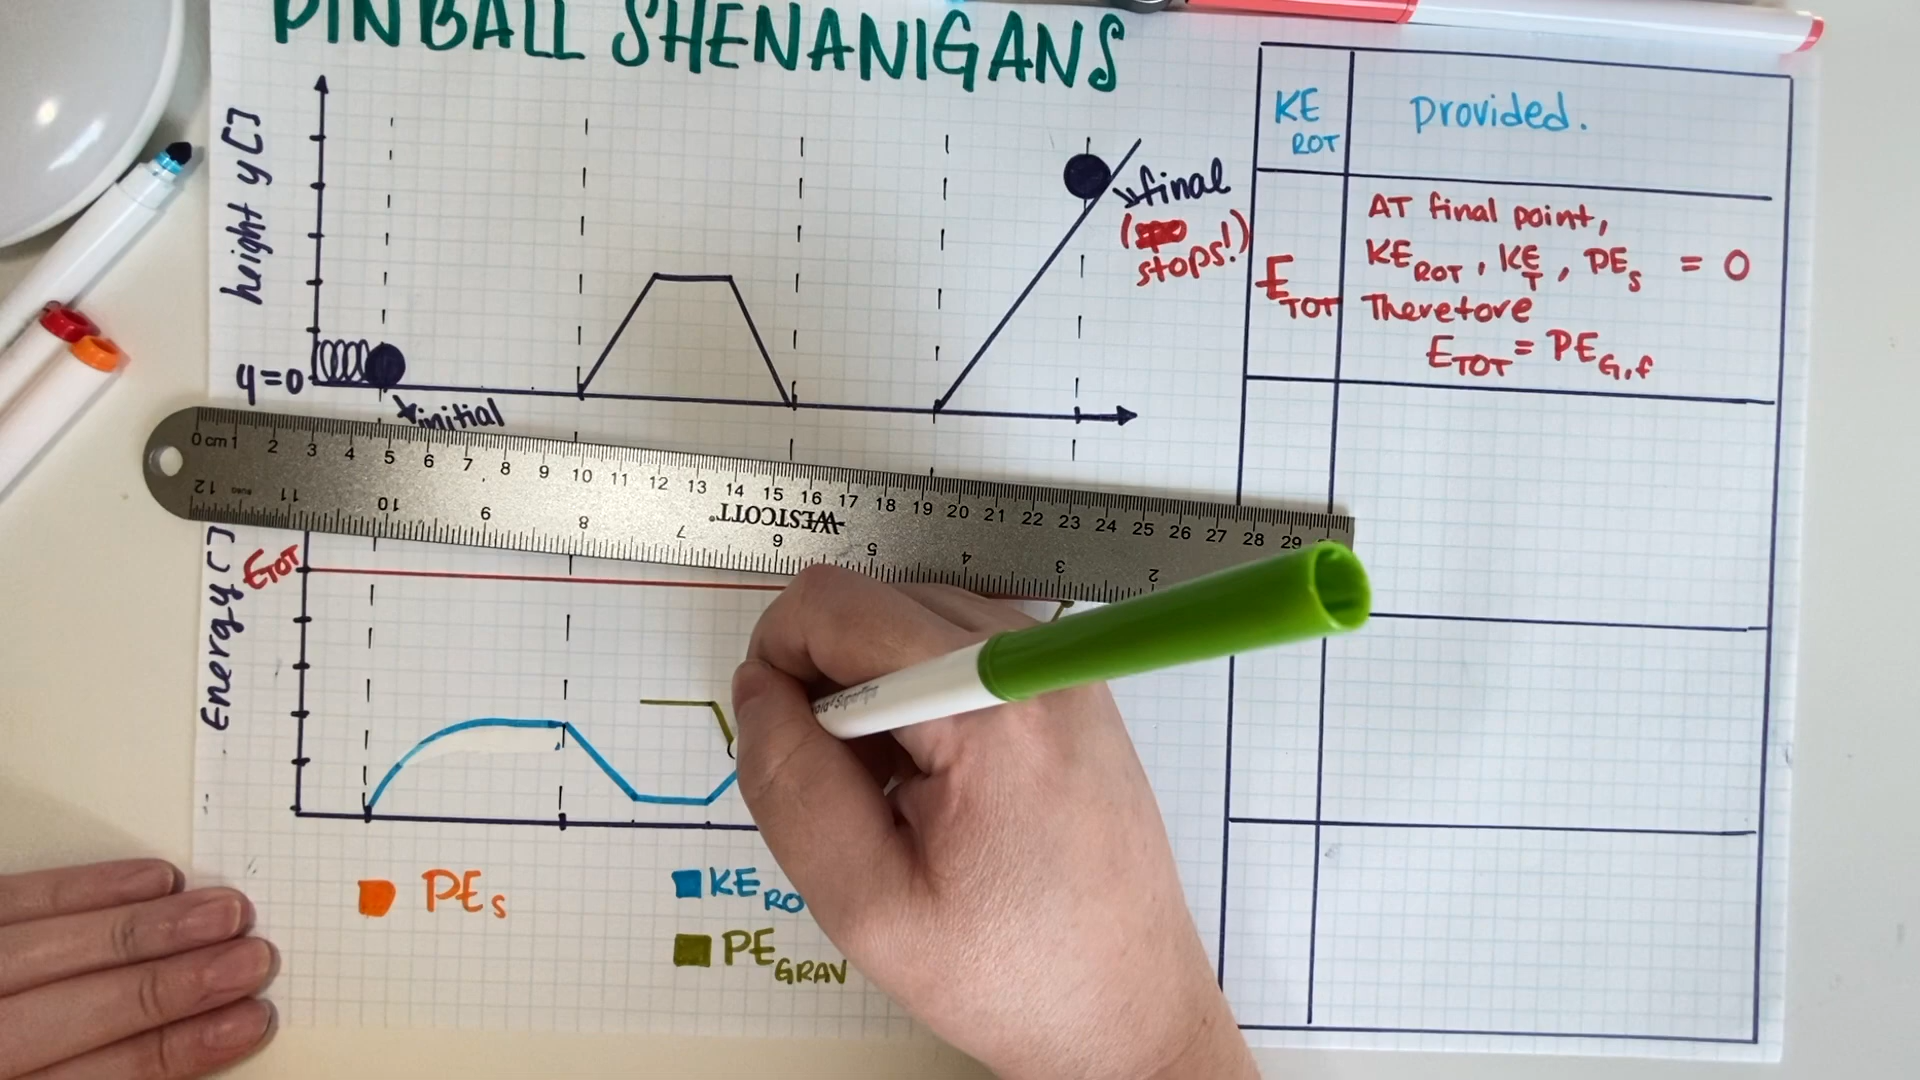 PINBALL SHENANIGANS
height y[]
y=0
initial
final
(stops!)
KE ROT
provided.
E TOT
AT final point,
KE ROT, KE T, PE s = 0
Therefore
E TOT = PE G,f
0 cm 1 2 3 4 5 6 7 8 9 10 11 12 13 14 15 16 17 18 19 20 21 22 23 24 25 26 27 28 29
12 11 10 9 8 7 6 5 4 3 2
WESTCOTT
E TOT
Energy []
PE s
KE RO
PE GRAV